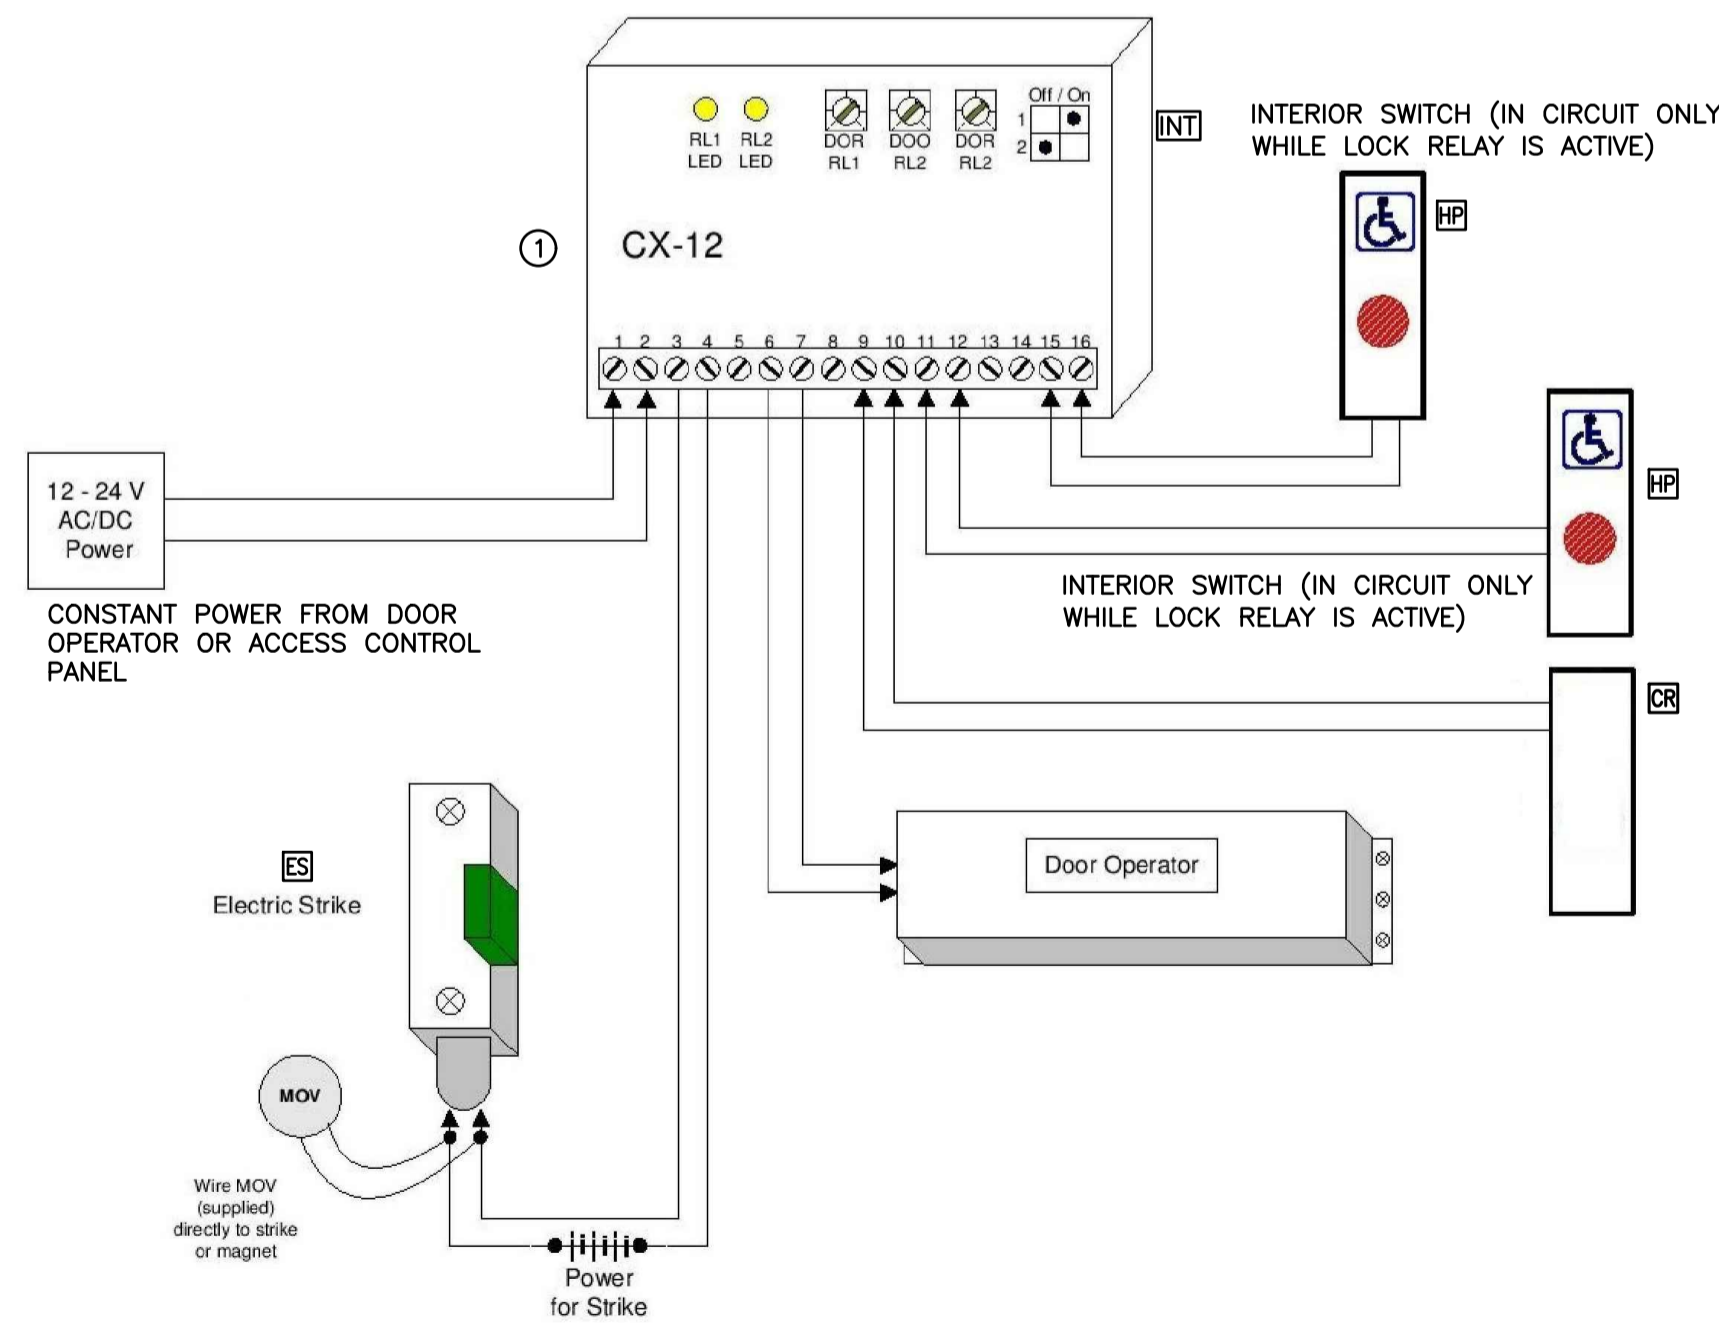 Off / On
1
2
RL1
LED
RL2
LED
DOR
RL1
DOO
RL2
DOR
RL2
INT
INTERIOR SWITCH (IN CIRCUIT ONLY
WHILE LOCK RELAY IS ACTIVE)
HP
1
CX-12
1 2 3 4 5 6 7 8 9 10 11 12 13 14 15 16
HP
12 - 24 V
AC/DC
Power
CONSTANT POWER FROM DOOR
OPERATOR OR ACCESS CONTROL
PANEL
INTERIOR SWITCH (IN CIRCUIT ONLY
WHILE LOCK RELAY IS ACTIVE)
CR
ES
Electric Strike
Door Operator
MOV
Wire MOV
(supplied)
directly to strike
or magnet
Power
for Strike